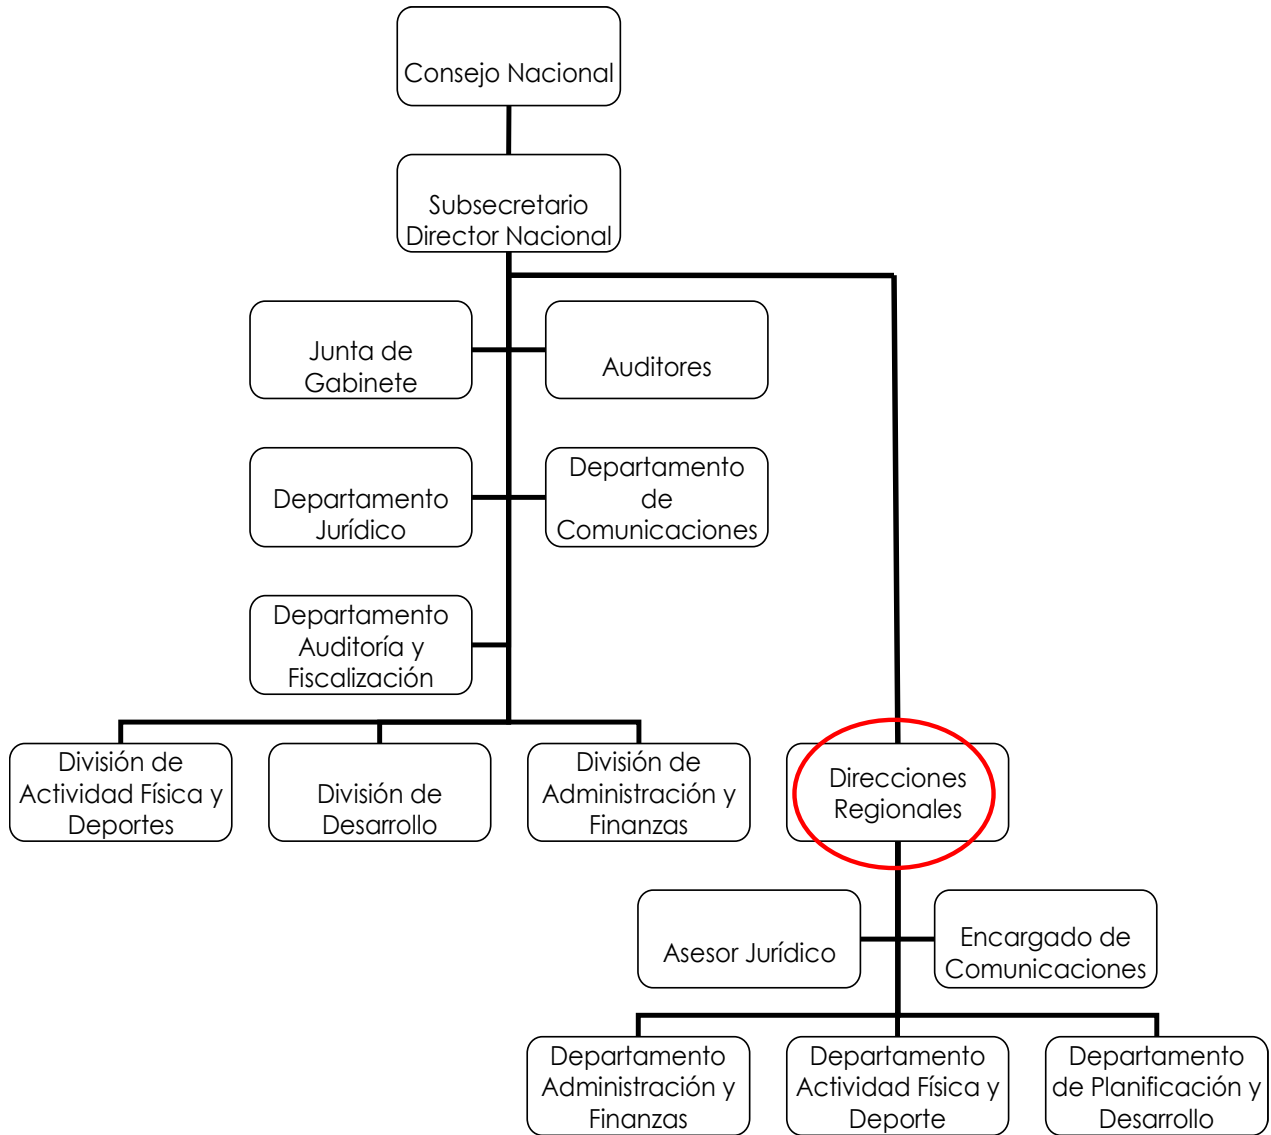 Consejo Nacional
Subsecretario
Director Nacional
Junta de
Gabinete
Auditores
Departamento
Jurídico
Departamento
de
Comunicaciones
Departamento
Auditoría y
Fiscalización
División de
Actividad Física y
Deportes
División de
Desarrollo
División de
Administración y
Finanzas
Direcciones
Regionales
Asesor Jurídico
Encargado de
Comunicaciones
Departamento
Administración y
Finanzas
Departamento
Actividad Física y
Deporte
Departamento
de Planificación y
Desarrollo